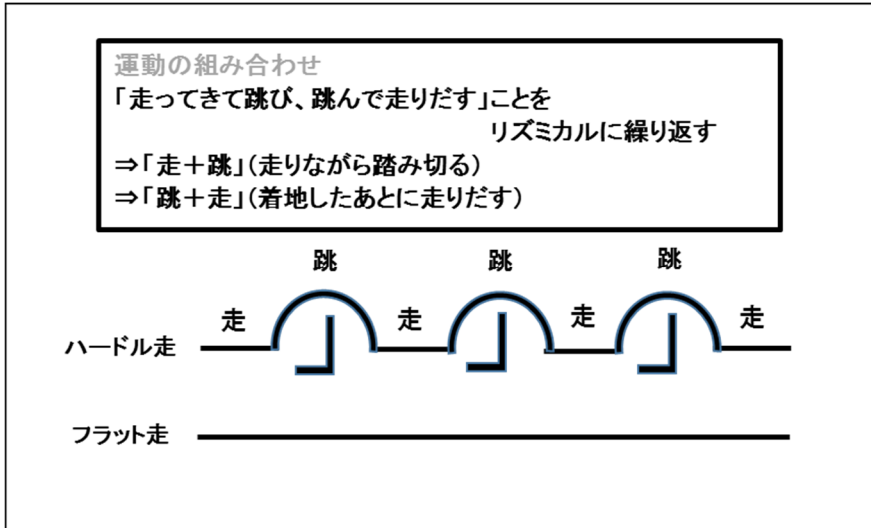 運動の組み合わせ
「走ってきて跳び、跳んで走りだす」ことを
リズミカルに繰り返す
⇒「走＋跳」(走りながら踏み切る)
⇒「跳＋走」(着地したあとに走りだす)
跳 跳 跳
走 走 走 走
ハードル走
フラット走